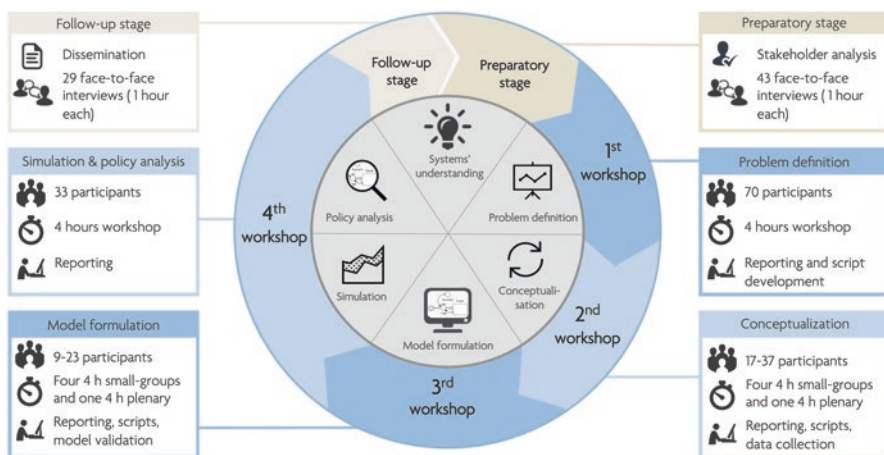 Follow-up stage
Dissemination
29 face-to-face
interviews ( 1 hour
each)
Simulation & policy analysis
33 participants
4 hours workshop
Reporting
Model formulation
9-23 participants
Four 4 h small-groups
and one 4 h plenary
Reporting, scripts,
model validation
Follow-up
stage
Preparatory
stage
1st
workshop
2nd
workshop
3rd
workshop
4th
workshop
Systems'
understanding
Problem definition
Conceptuali-
sation
Model formulation
Simulation
Policy analysis
Preparatory stage
Stakeholder analysis
43 face-to-face
interviews ( 1 hour
each)
Problem definition
70 participants
4 hours workshop
Reporting and script
development
Conceptualization
17-37 participants
Four 4 h small-groups
and one 4 h plenary
Reporting, scripts,
data collection